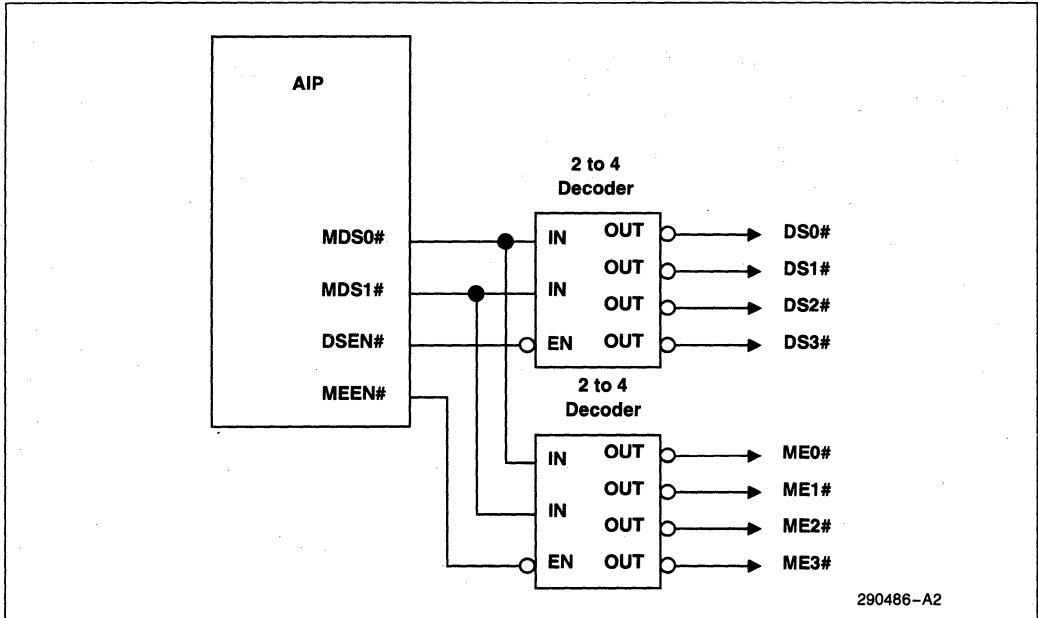 AIP
MDS0#
MDS1#
DSEN#
MEEN#
2 to 4
Decoder
IN OUT DS0#
OUT DS1#
IN OUT DS2#
EN OUT DS3#
2 to 4
Decoder
IN OUT ME0#
OUT ME1#
IN OUT ME2#
EN OUT ME3#
290486-A2